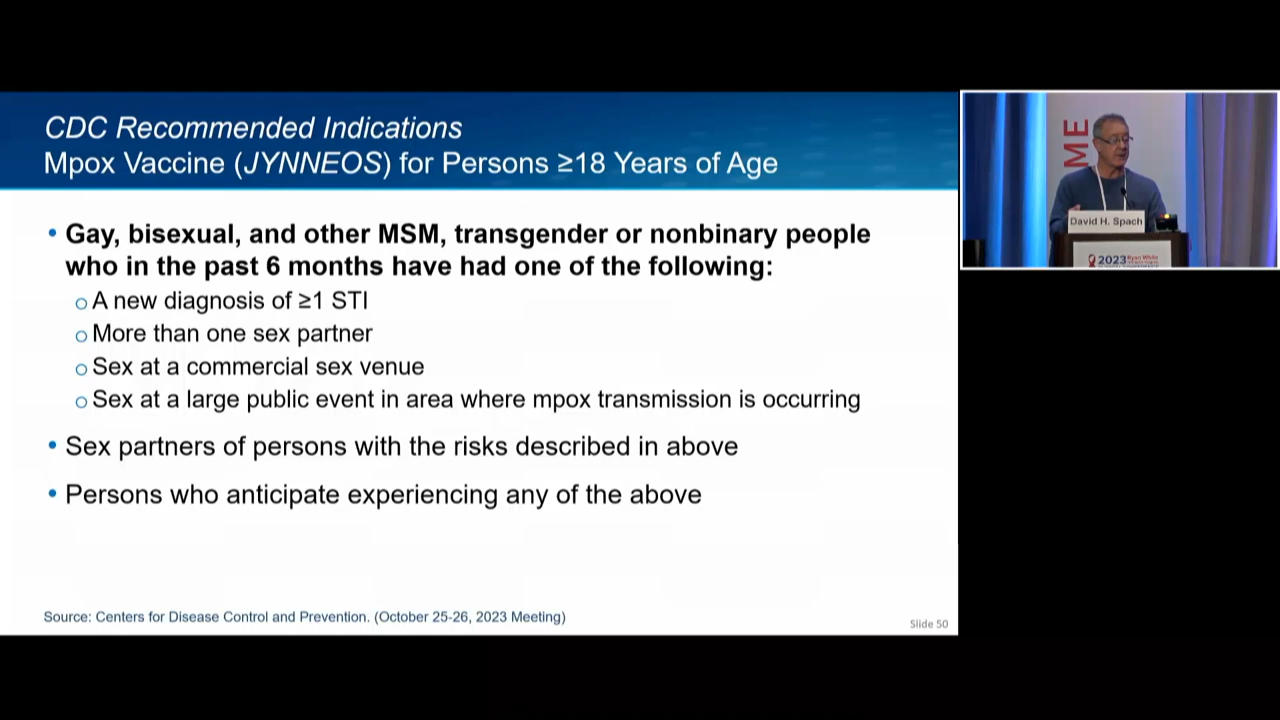 CDC Recommended Indications
Mpox Vaccine (JYNNEOS) for Persons ≥18 Years of Age
• Gay, bisexual, and other MSM, transgender or nonbinary people
who in the past 6 months have had one of the following:
○ A new diagnosis of ≥1 STI
○ More than one sex partner
○ Sex at a commercial sex venue
○ Sex at a large public event in area where mpox transmission is occurring
• Sex partners of persons with the risks described in above
• Persons who anticipate experiencing any of the above
Source: Centers for Disease Control and Prevention. (October 25-26, 2023 Meeting)
Slide 50
ME
David H. Spach
2023 Ryan White